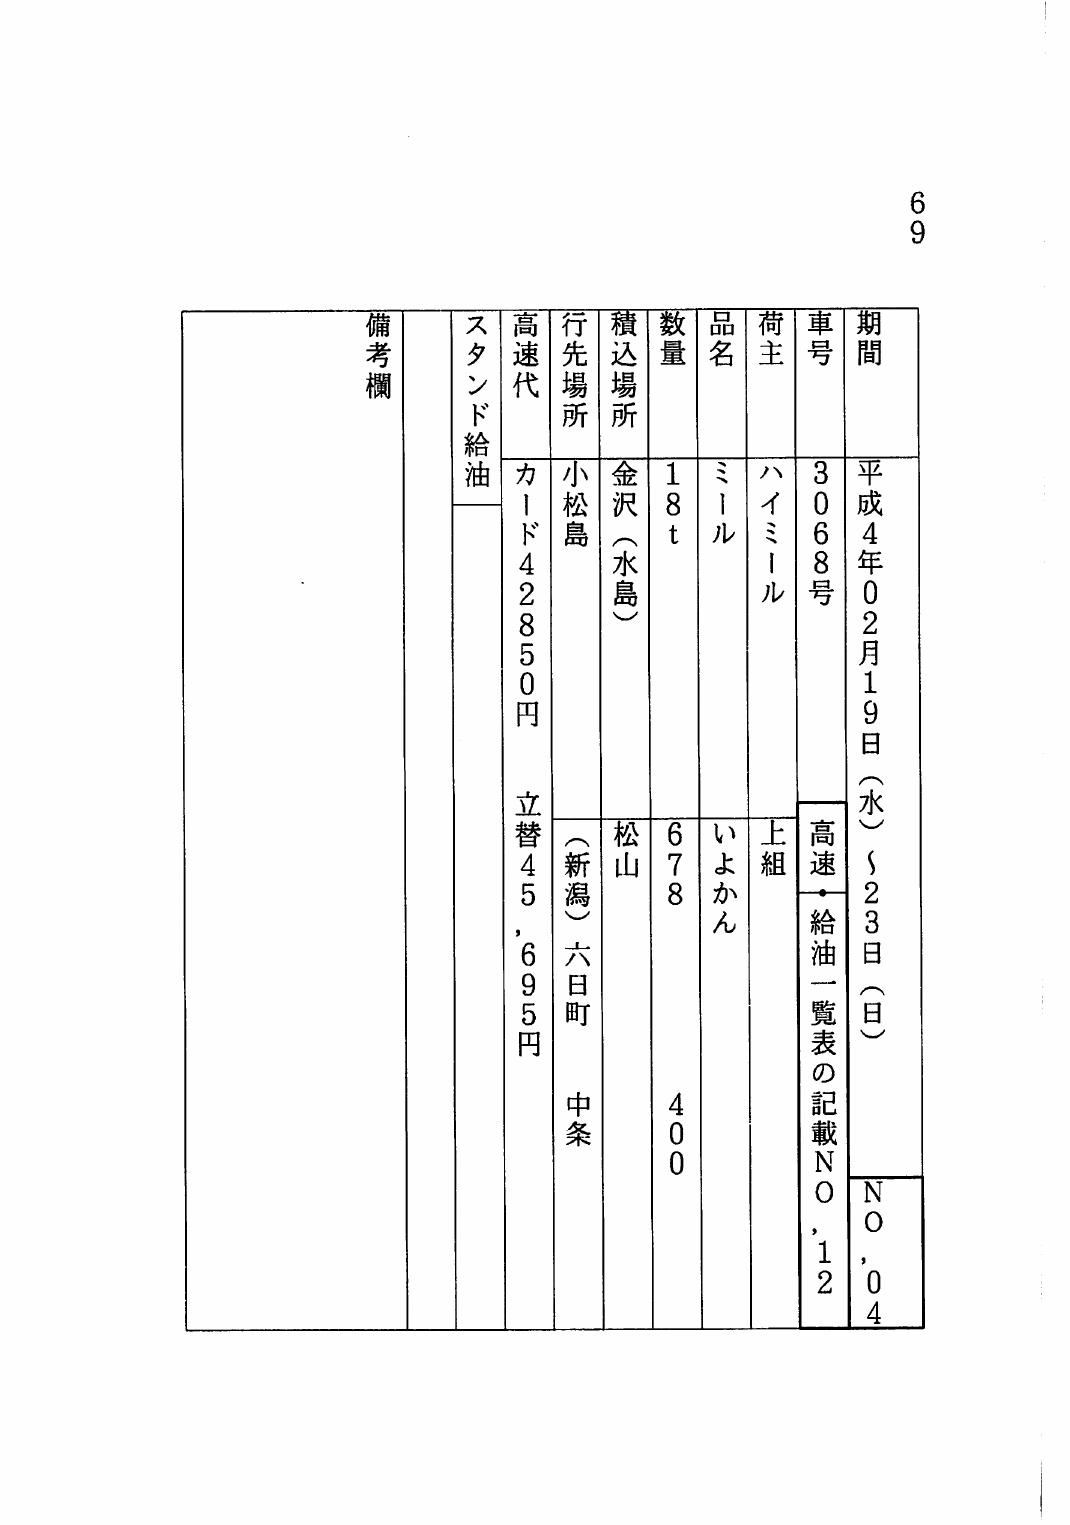 69
期間 平成4年02月19日（水）～23日（日） NO,04
車号 3068号 高速・給油一覧表の記載NO,12
荷主 ハイミール 上組
品名 ミール いよかん
数量 18t 678 400
積込場所 金沢（水島） 松山
行先場所 小松島 （新潟）六日町 中条
高速代 カード42850円 立替45,695円
スタンド給油
備考欄